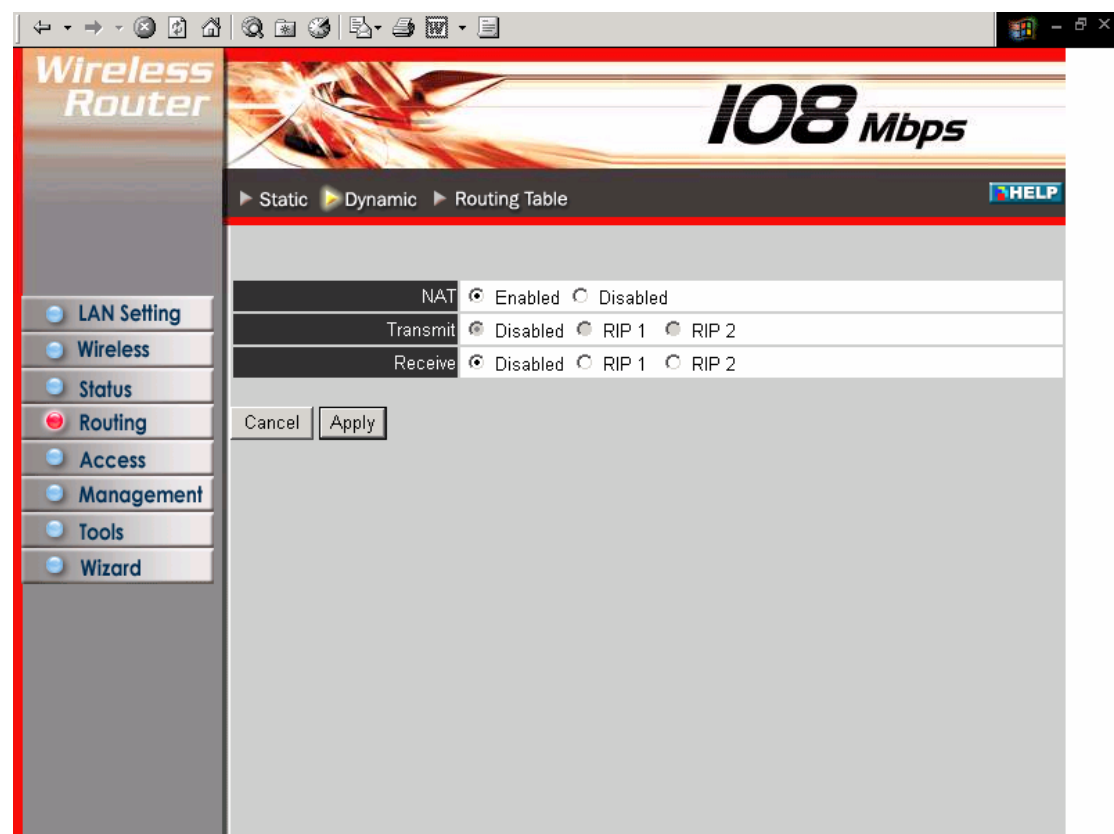 Wireless
Router
108 Mbps
Static Dynamic Routing Table
HELP
LAN Setting
Wireless
Status
Routing
Access
Management
Tools
Wizard
NAT Enabled Disabled
Transmit Disabled RIP 1 RIP 2
Receive Disabled RIP 1 RIP 2
Cancel Apply